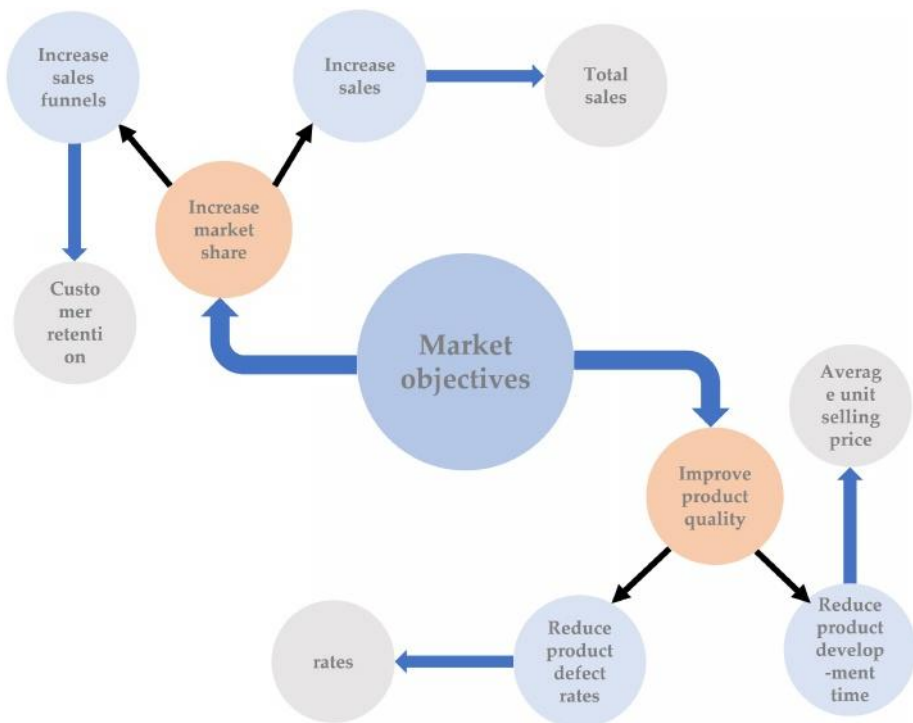 Increase
sales
funnels
Increase
sales
Total
sales
Increase
market
share
Custo
mer
retenti
on
Market
objectives
Averag
e unit
selling
price
Improve
product
quality
rates
Reduce
product
defect
rates
Reduce
product
develop
-ment
time